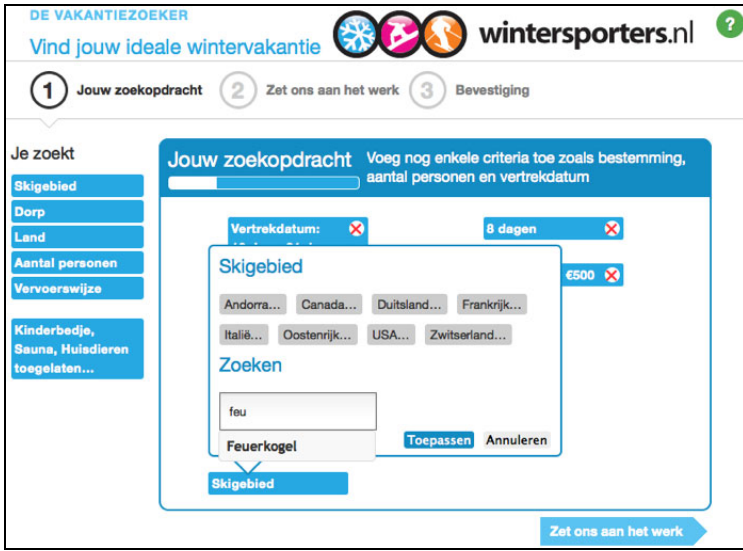 DE VAKANTIEZOEKER
Vind jouw ideale wintervakantie
wintersporters.nl
?
1 Jouw zoekopdracht 2 Zet ons aan het werk 3 Bevestiging
Je zoekt
Skigebied
Dorp
Land
Aantal personen
Vervoerswijze
Kinderbedje,
Sauna, Huisdieren
toegelaten...
Jouw zoekopdracht
Voeg nog enkele criteria toe zoals bestemming,
aantal personen en vertrekdatum
Vertrekdatum:
8 dagen
€500
Skigebied
Andorra... Canada... Duitsland... Frankrijk...
Italië... Oostenrijk... USA... Zwitserland...
Zoeken
feu
Feuerkogel
Toepassen Annuleren
Skigebied
Zet ons aan het werk